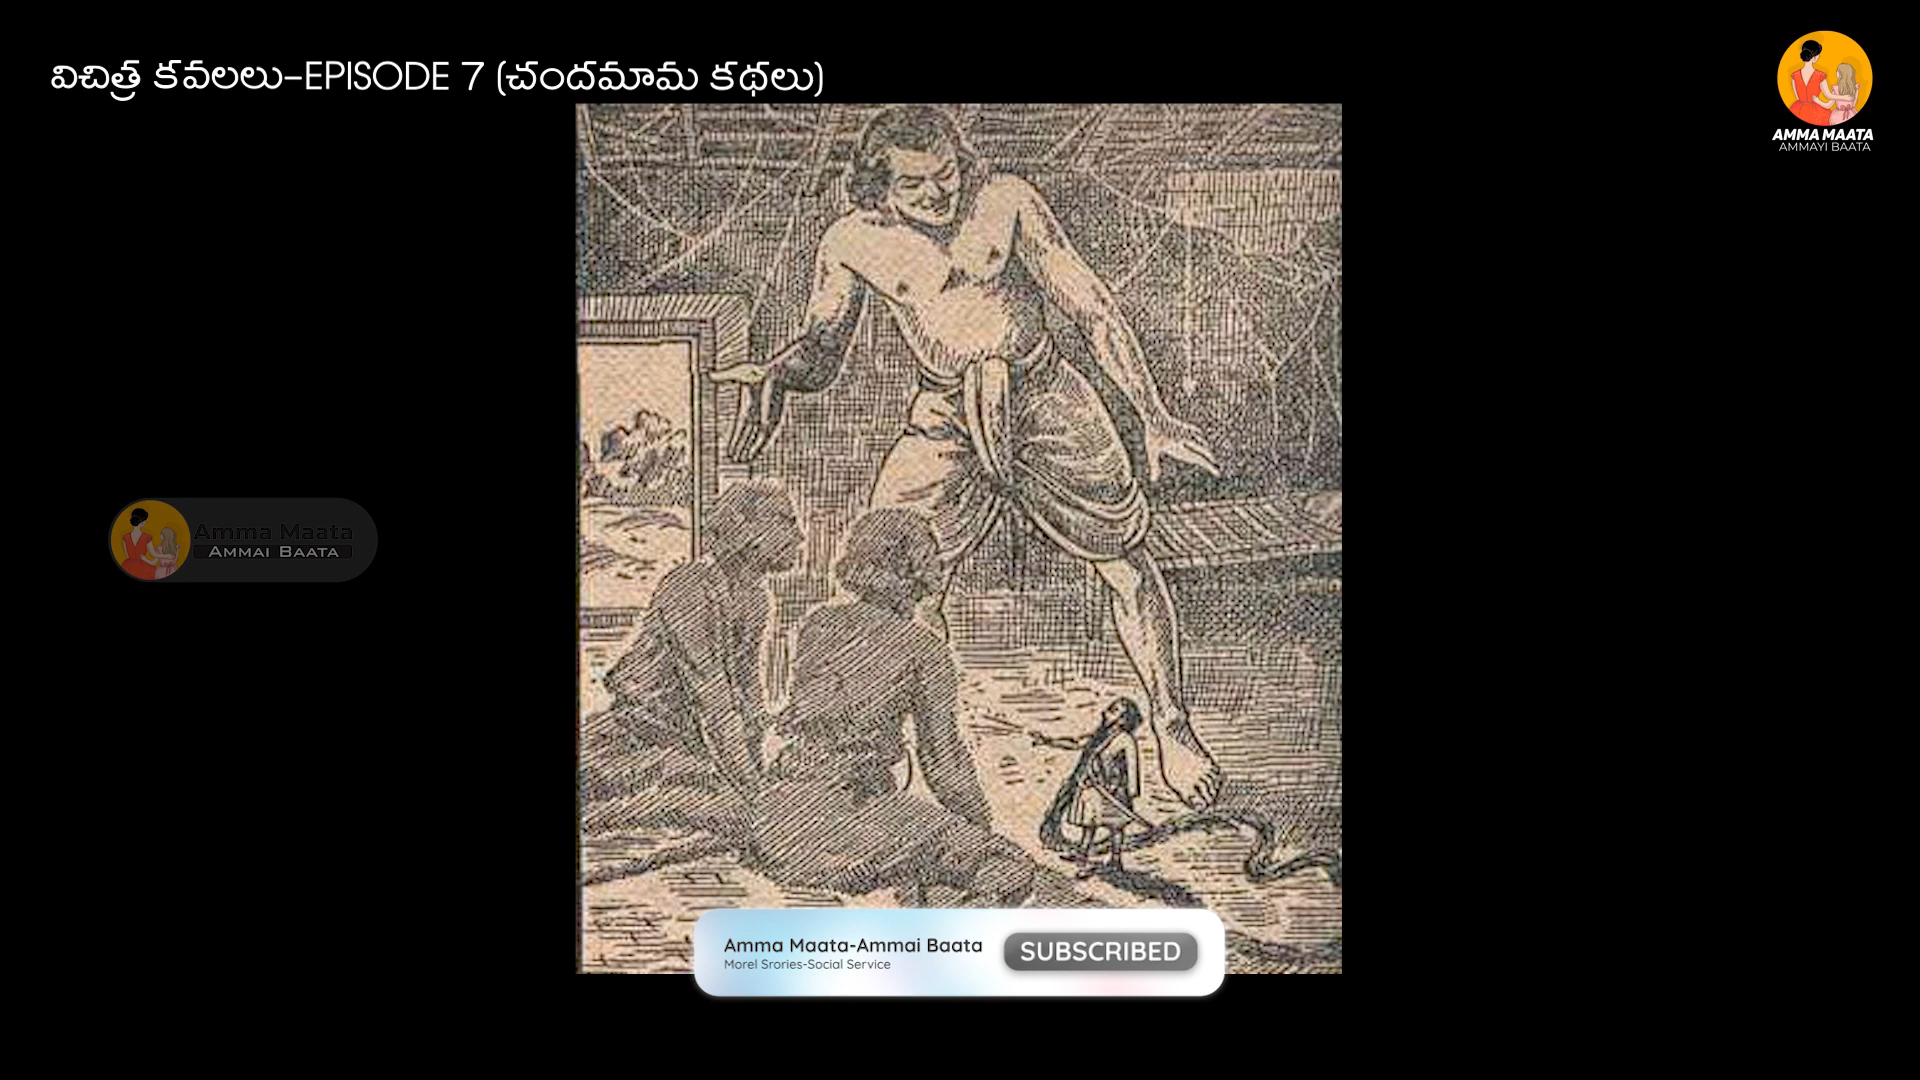 విచిత్ర కవలలు-EPISODE 7 (చందమామ కథలు)
AMMA MAATA
AMMAYI BAATA
Amma Maata
AMMAI BAATA
Amma Maata-Ammai Baata
Morel Srories-Social Service
SUBSCRIBED